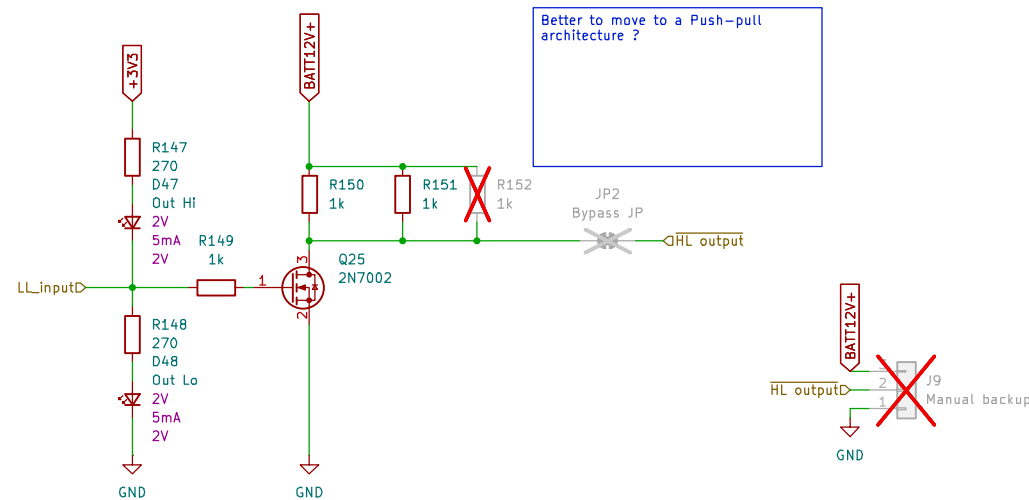 Better to move to a Push-pull
architecture ?
+3V3
BATT12V+
R147
270
D47
Out Hi
2V
5mA
2V
R150
1k
R151
1k
R152
1k
JP2
Bypass JP
HL output
R149
1k
Q25
2N7002
3
1
2
LL_input
R148
270
D48
Out Lo
2V
5mA
2V
GND
GND
BATT12V+
HL output
2
1
J9
Manual backup
GND